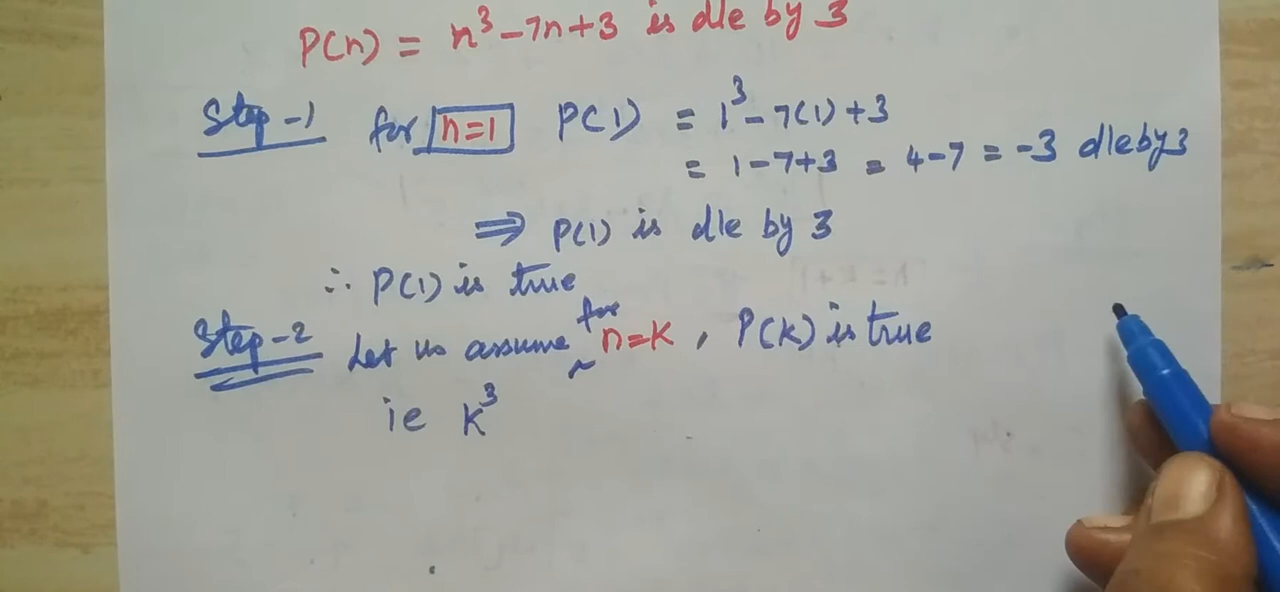 P(n) = n³-7n+3 is dle by 3
Step-1 for n=1 P(1) = 1³-7(1)+3
= 1-7+3 = 4-7 = -3 dle by 3
⇒ P(1) is dle by 3
∴ P(1) is true
Step-2 Let us assume for n=K, P(K) is true
ie K³